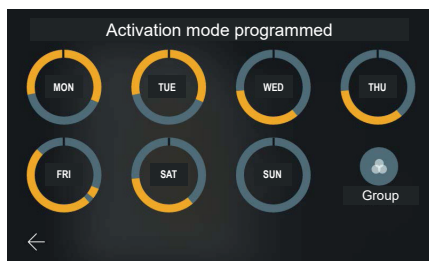 Activation mode programmed
MON
TUE
WED
THU
FRI
SAT
SUN
Group